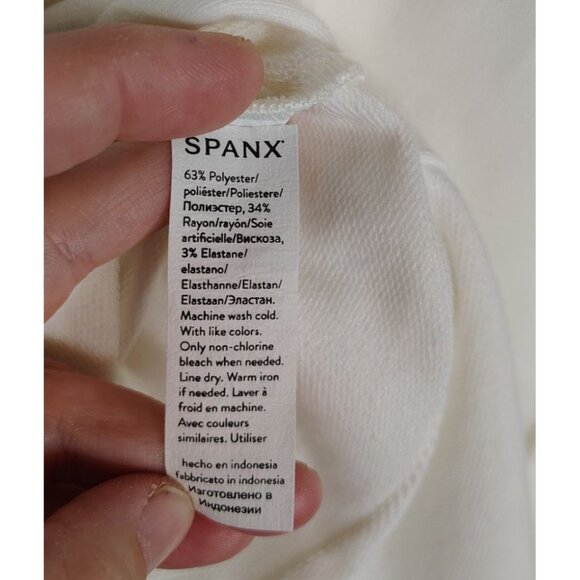 SPANX
63% Polyester/
poliéster/Poliestere/
Полиэстер, 34%
Rayon/rayón/Soie
artificielle/Вискоза,
3% Elastane/
elastano/
Elasthanne/Elastan/
Elastaan/Эластан.
Machine wash cold.
With like colors.
Only non-chlorine
bleach when needed.
Line dry. Warm iron
if needed. Laver à
froid en machine.
Avec couleurs
similaires. Utiliser
hecho en indonesia
fabbricato in indonesia
Изготовлено в
Индонезии